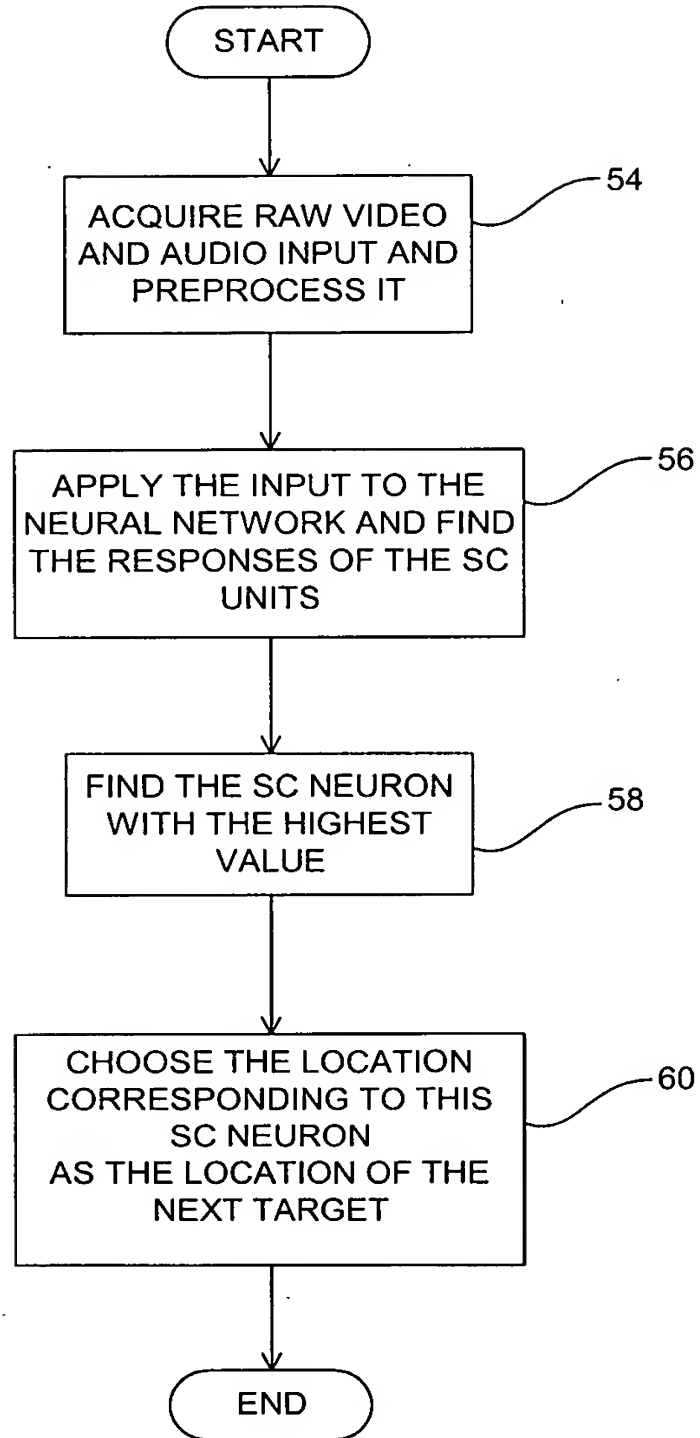 START
54
ACQUIRE RAW VIDEO
AND AUDIO INPUT AND
PREPROCESS IT
56
APPLY THE INPUT TO THE
NEURAL NETWORK AND FIND
THE RESPONSES OF THE SC
UNITS
FIND THE SC NEURON
58
WITH THE HIGHEST
VALUE
CHOOSE THE LOCATION
60
CORRESPONDING TO THIS
SC NEURON
AS THE LOCATION OF THE
NEXT TARGET
END